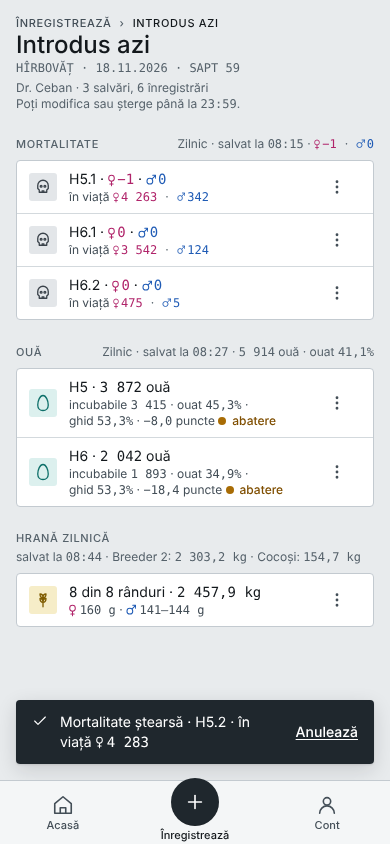 ÎNREGISTREAZĂ › INTRODUS AZI
Introdus azi
HÎRBOVĂȚ · 18.11.2026 · SAPT 59
Dr. Ceban · 3 salvări, 6 înregistrări
Poți modifica sau șterge până la 23:59.
MORTALITATE Zilnic · salvat la 08:15 · ♀−1 · ♂0
H5.1 · ♀−1 · ♂0
în viață ♀4 263 · ♂342
H6.1 · ♀0 · ♂0
în viață ♀3 542 · ♂124
H6.2 · ♀0 · ♂0
în viață ♀475 · ♂5
OUĂ Zilnic · salvat la 08:27 · 5 914 ouă · ouat 41,1%
H5 · 3 872 ouă
incubabile 3 415 · ouat 45,3% ·
ghid 53,3% · −8,0 puncte ● abatere
H6 · 2 042 ouă
incubabile 1 893 · ouat 34,9% ·
ghid 53,3% · −18,4 puncte ● abatere
HRANĂ ZILNICĂ
salvat la 08:44 · Breeder 2: 2 303,2 kg · Cocoși: 154,7 kg
8 din 8 rânduri · 2 457,9 kg
♀160 g · ♂141–144 g
Mortalitate ștearsă · H5.2 · în
viață ♀4 283
Anulează
Acasă
Înregistrează
Cont